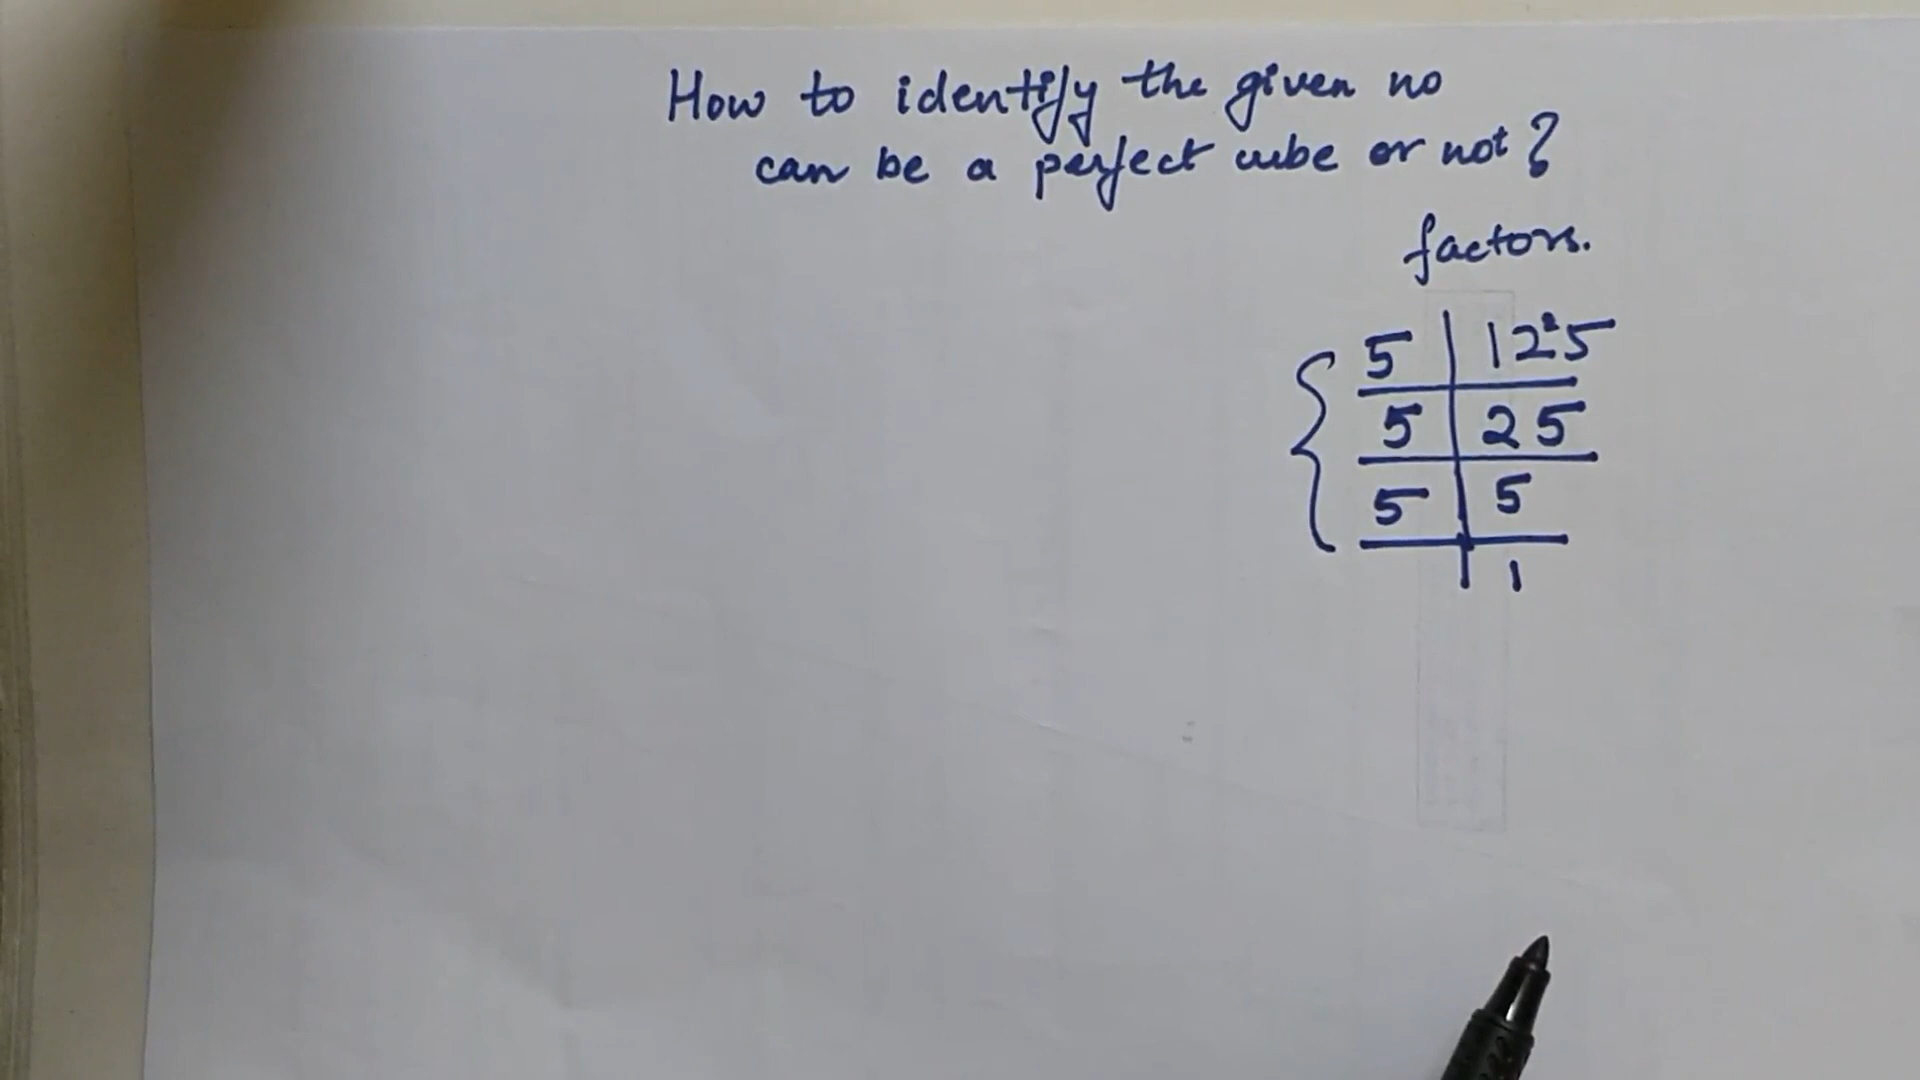 How to identify the given no
can be a perfect cube or not?
factors.
5 | 12²5
5 | 25
5 | 5
| 1